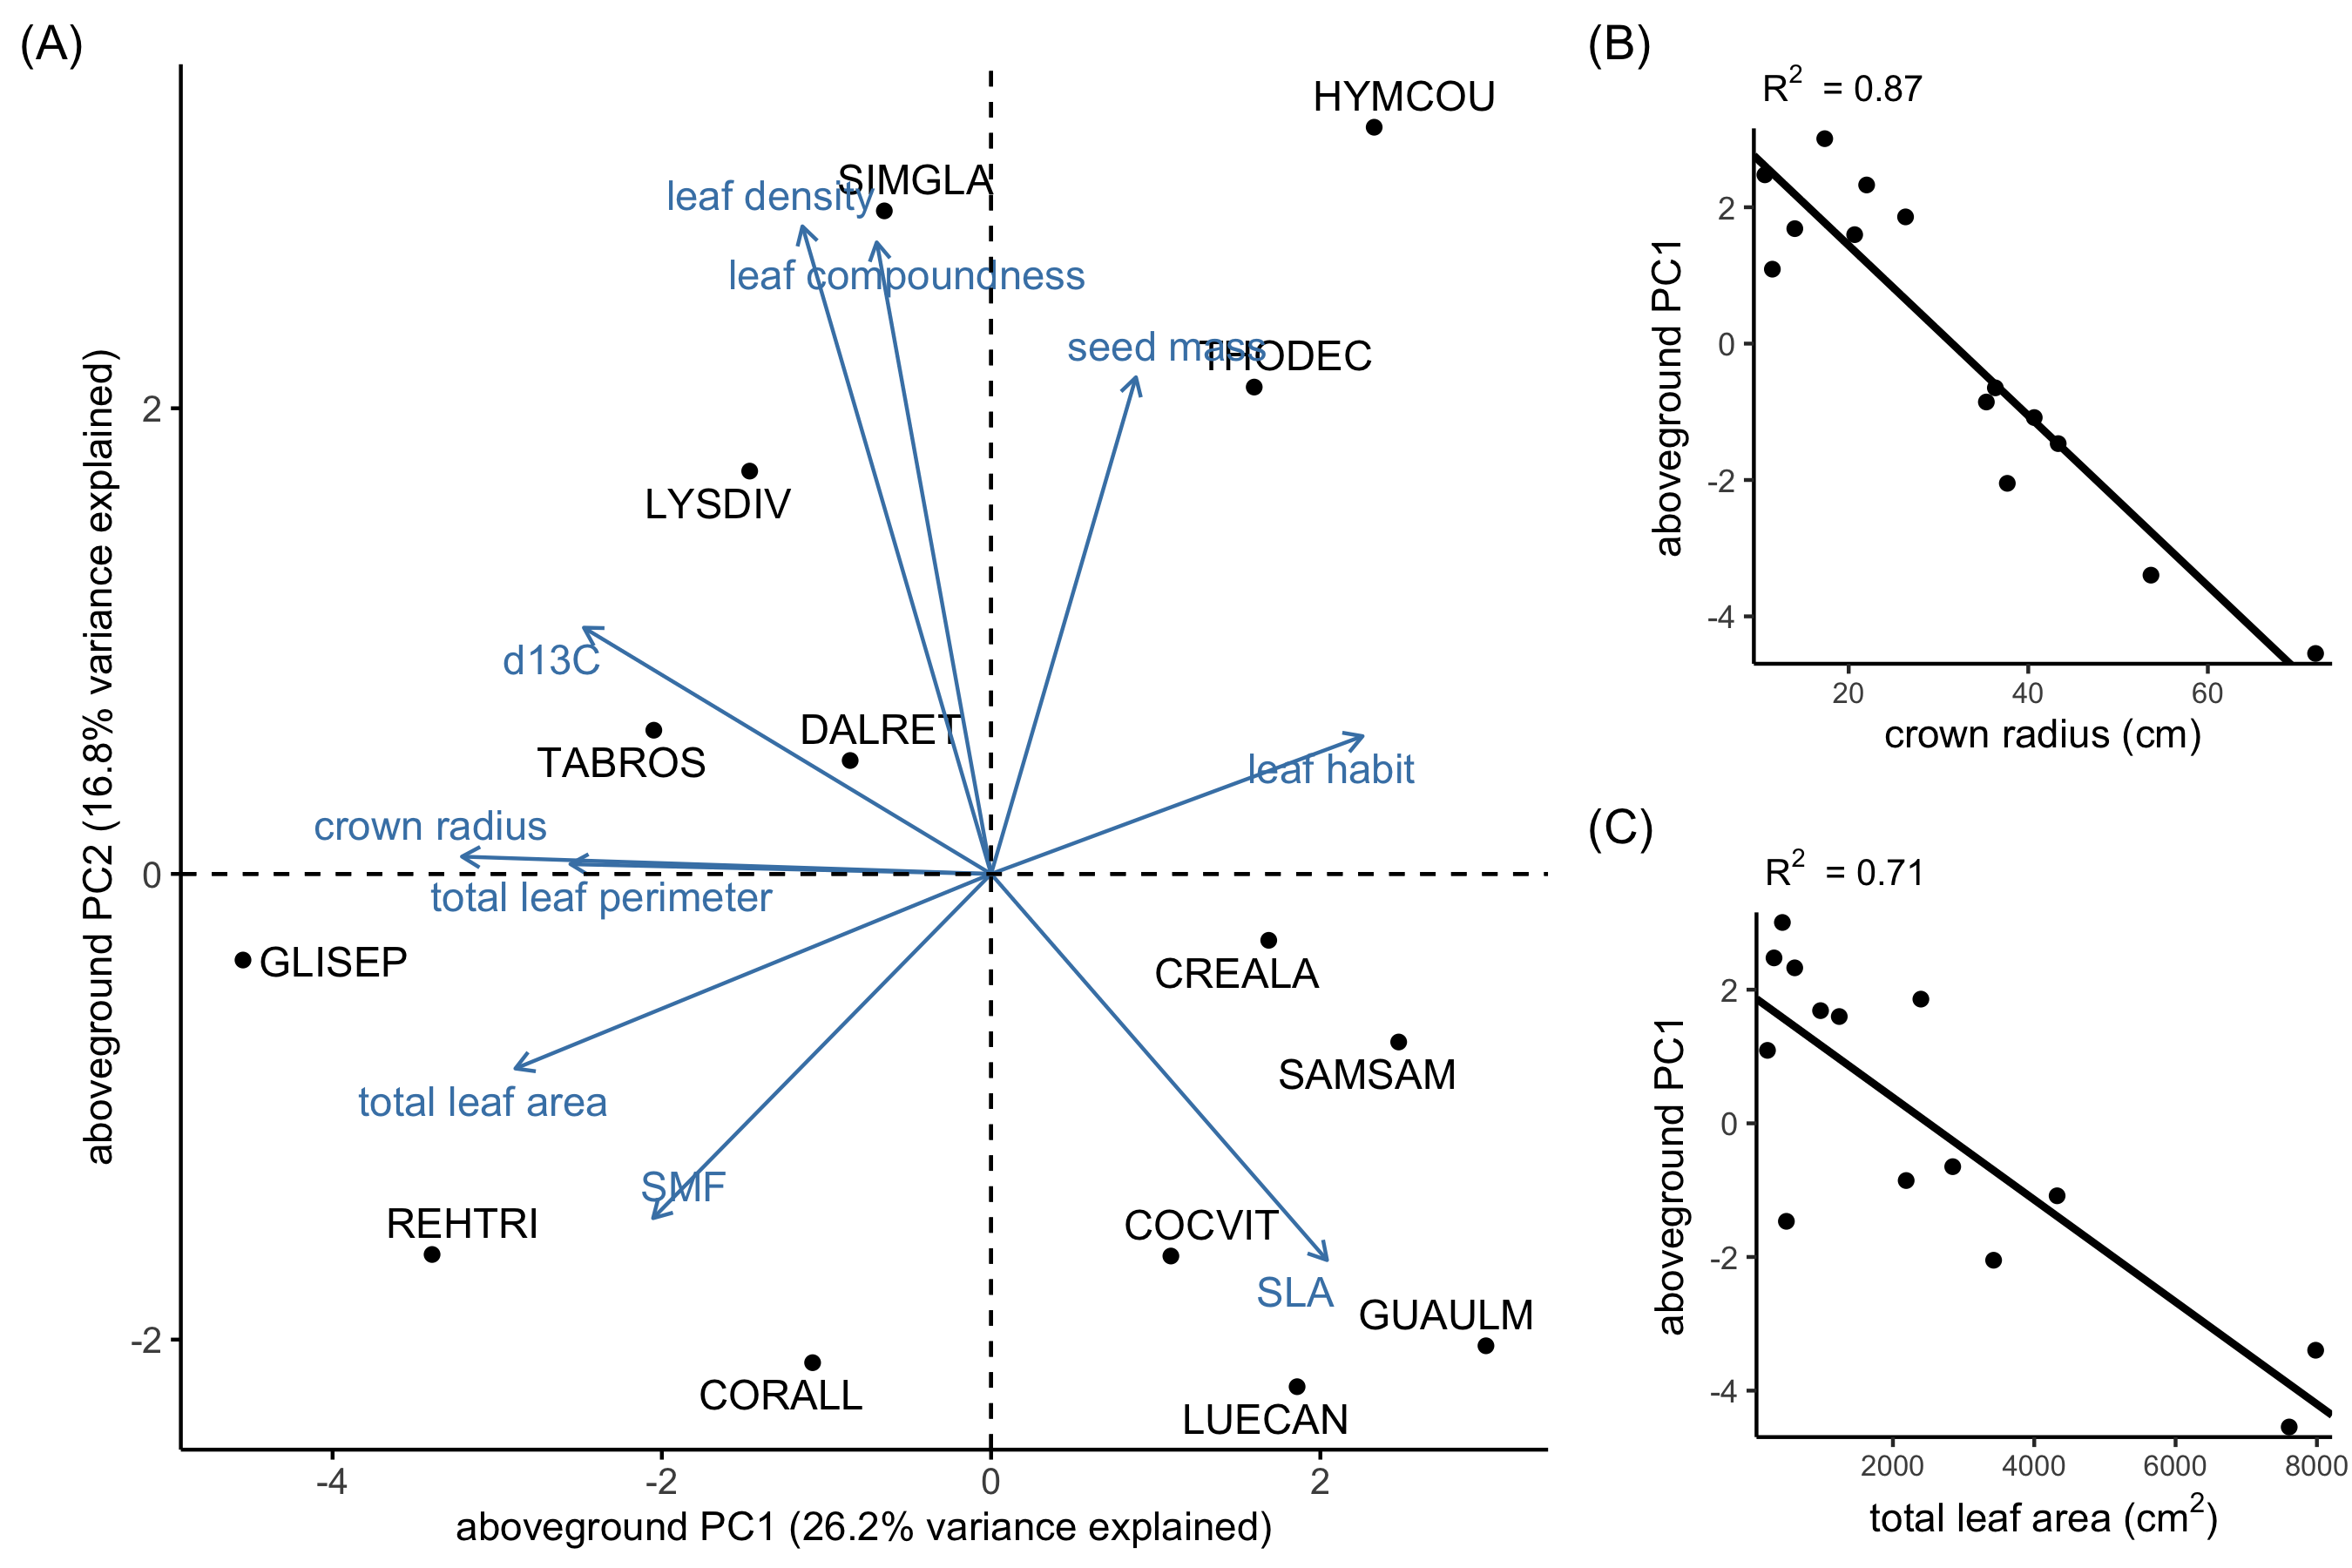 (A)
HYMCOU
SIMGLA
leaf density
leaf compoundness
seed mass
THODEC
LYSDIV
d13C
DALRET
TABROS
leaf habit
crown radius
total leaf perimeter
GLISEP
CREALA
SAMSAM
total leaf area
SMF
REHTRI
COCVIT
SLA
GUAULM
CORALL
LUECAN
2
0
-2
-4
-2
0
2
aboveground PC2 (16.8% variance explained)
aboveground PC1 (26.2% variance explained)
(B)
R² = 0.87
2
0
-2
-4
aboveground PC1
20
40
60
crown radius (cm)
(C)
R² = 0.71
2
0
-2
-4
aboveground PC1
2000
4000
6000
8000
total leaf area (cm²)